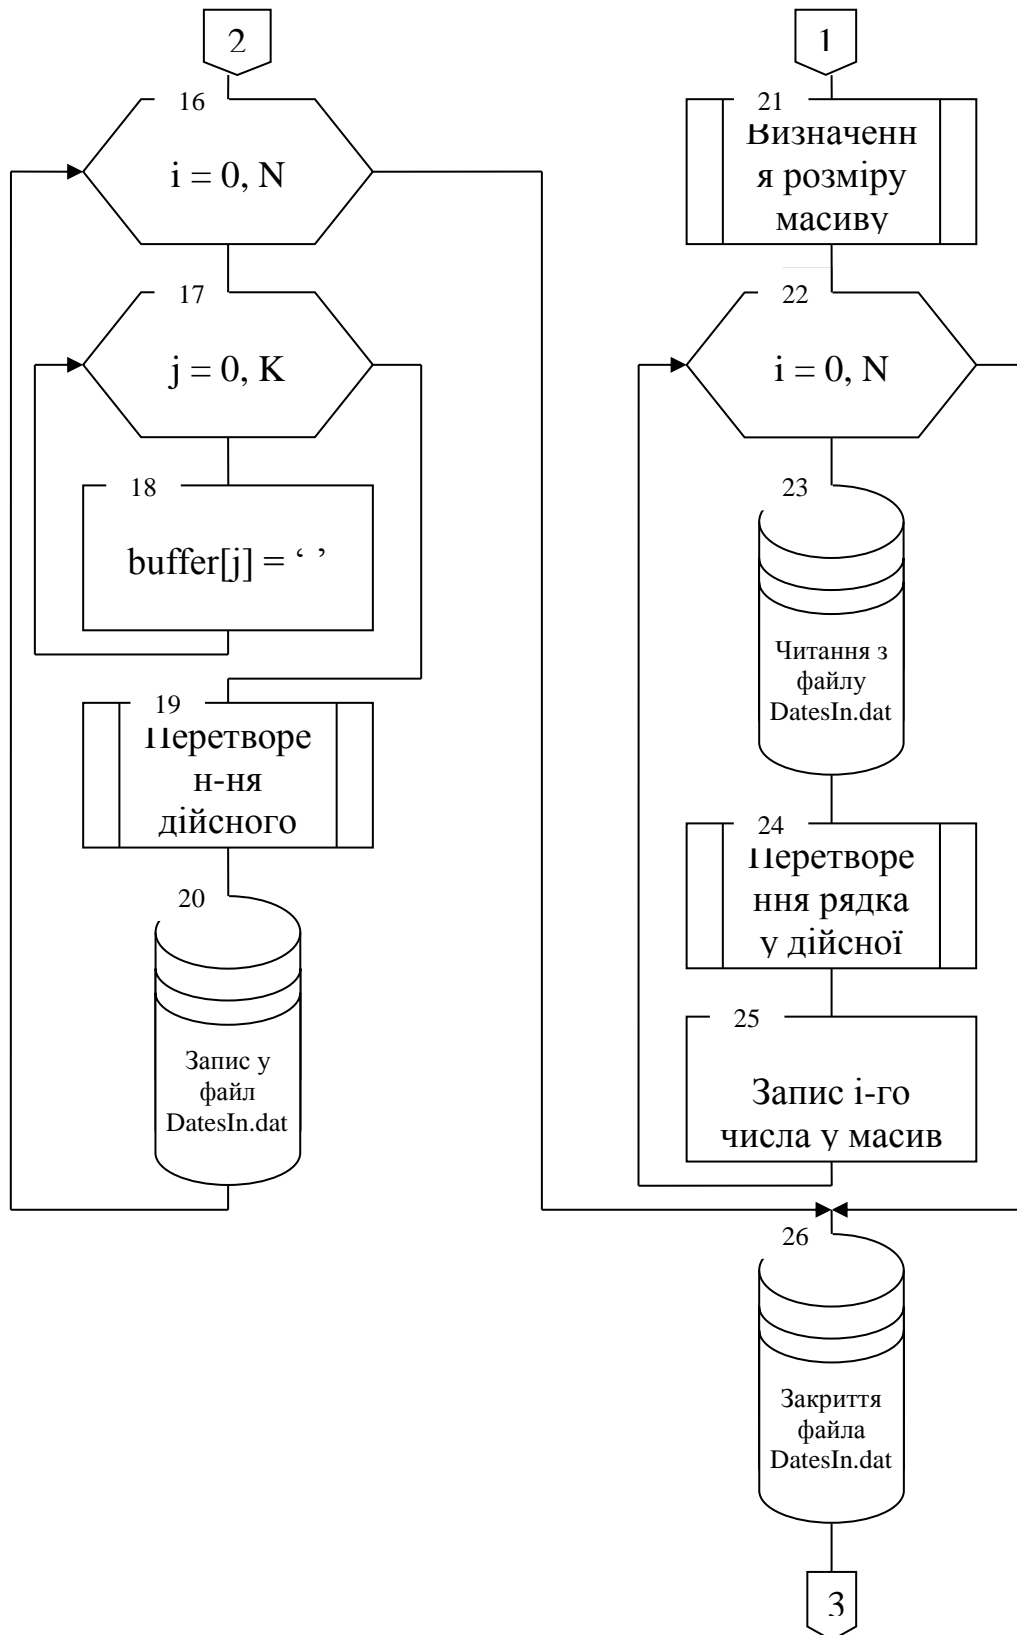 2
16
i = 0, N
17
j = 0, K
18
buffer[j] = ‘ ’
19
Перетворе
н-ня
дійсного
20
Запис у
файл
DatesIn.dat
1
21
Визначенн
я розміру
масиву
22
i = 0, N
23
Читання з
файлу
DatesIn.dat
24
Перетворе
ння рядка
у дійсної
25
Запис і-го
числа у масив
26
Закриття
файла
DatesIn.dat
3